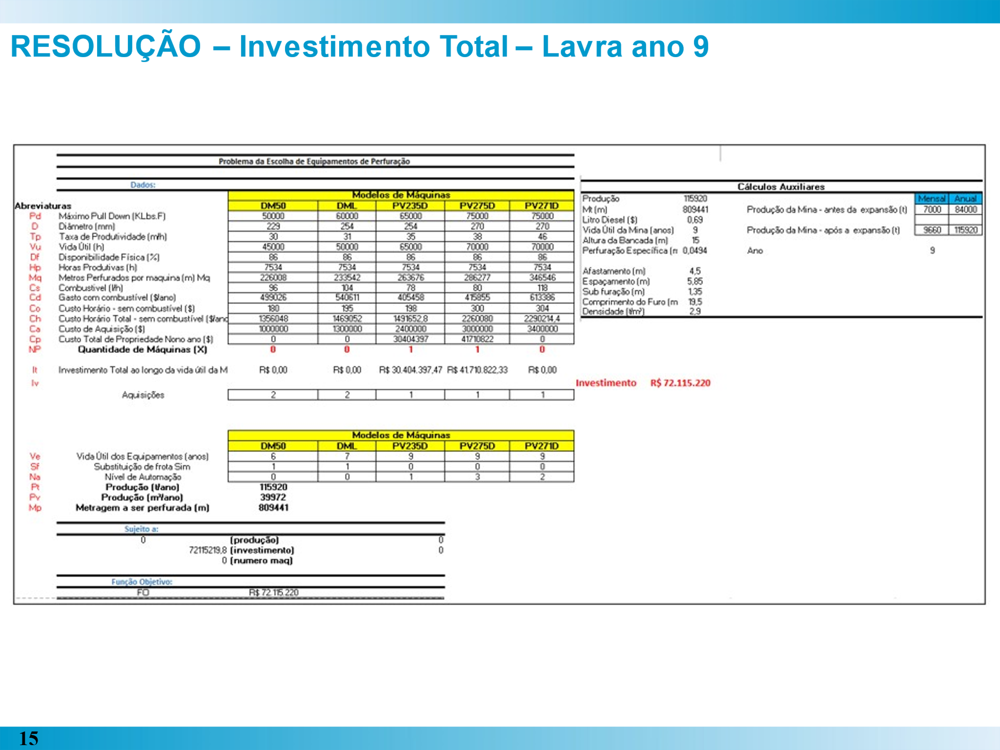 RESOLUÇÃO – Investimento Total – Lavra ano 9
Problema da Escolha de Equipamentos de Perfuração
Dados:
Modelos de Máquinas
Abreviaturas DM50 DML PV235D PV275D PV271D
Pd Máximo Pull Down (KLbs.F) 50000 60000 65000 75000 75000
D Diâmetro (mm) 229 254 254 270 270
Tp Taxa de Produtividade (m/h) 30 31 35 38 46
Vu Vida Útil (h) 45000 50000 65000 70000 70000
Df Disponibilidade Física (%) 86 86 86 86 86
Hp Horas Produtivas (h) 7534 7534 7534 7534 7534
Mq Metros Perfurados por maquina (m) Mq 226008 233542 263676 286277 346546
Cs Combustivel (l/h) 96 104 78 80 118
Cd Gasto com combustível ($/ano) 499026 540611 405458 415855 613386
Co Custo Horário - sem combustível ($) 180 195 198 300 304
Ch Custo Horário Total - sem combustível ($/anc 1356048 1469052 1491652,8 2260080 2290214,4
Ca Custo de Aquisição ($) 1000000 1300000 2400000 3000000 3400000
Cp Custo Total de Propriedade Nono ano ($) 0 0 30404397 41710822 0
NP Quantidade de Máquinas (X) 0 0 1 1 0
It Investimento Total ao longo da vida útil da M R$ 0,00 R$ 0,00 R$ 30.404.397,47 R$ 41.710.822,33 R$ 0,00
Iv Investimento R$ 72.115.220
Aquisições 2 2 1 1 1
Cálculos Auxiliares
Produção 115920 Mensal Anual
Mt (m) 809441 Produção da Mina - antes da expansão (t) 7000 84000
Litro Diesel ($) 0,69
Vida Útil da Mina (anos) 9 Produção da Mina - após a expansão (t) 9660 115920
Altura da Bancada (m) 15
Perfuração Específica (m 0,0494 Ano 9
Afastamento (m) 4,5
Espaçamento (m) 5,85
Sub furação (m) 1,35
Comprimento do Furo (m 19,5
Densidade (t/m³) 2,9
Modelos de Máquinas
DM50 DML PV235D PV275D PV271D
Ve Vida Útil dos Equipamentos (anos) 6 7 9 9 9
Sf Substituição de frota Sim 1 1 0 0 0
Na Nível de Automação 0 0 1 3 2
Pt Produção (t/ano) 115920
Pv Produção (m³/ano) 39972
Mp Metragem a ser perfurada (m) 809441
Sujeito a:
0 (produção) 0
72115219,8 (investimento) 0
0 (numero maq)
Função Objetivo:
FO R$ 72.115.220
15